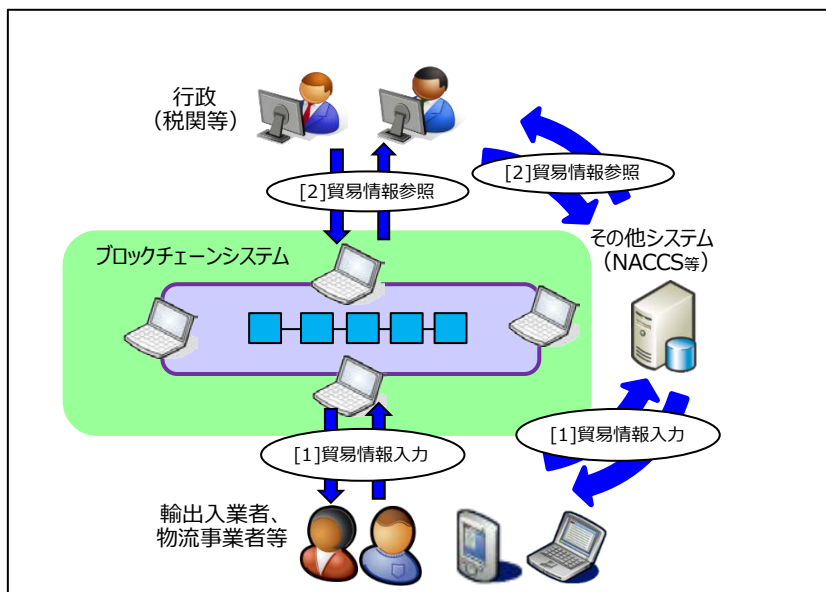 行政
（税関等）
[2]貿易情報参照
[2]貿易情報参照
その他システム
（NACCS等）
ブロックチェーンシステム
[1]貿易情報入力
[1]貿易情報入力
輸出入業者、
物流事業者等